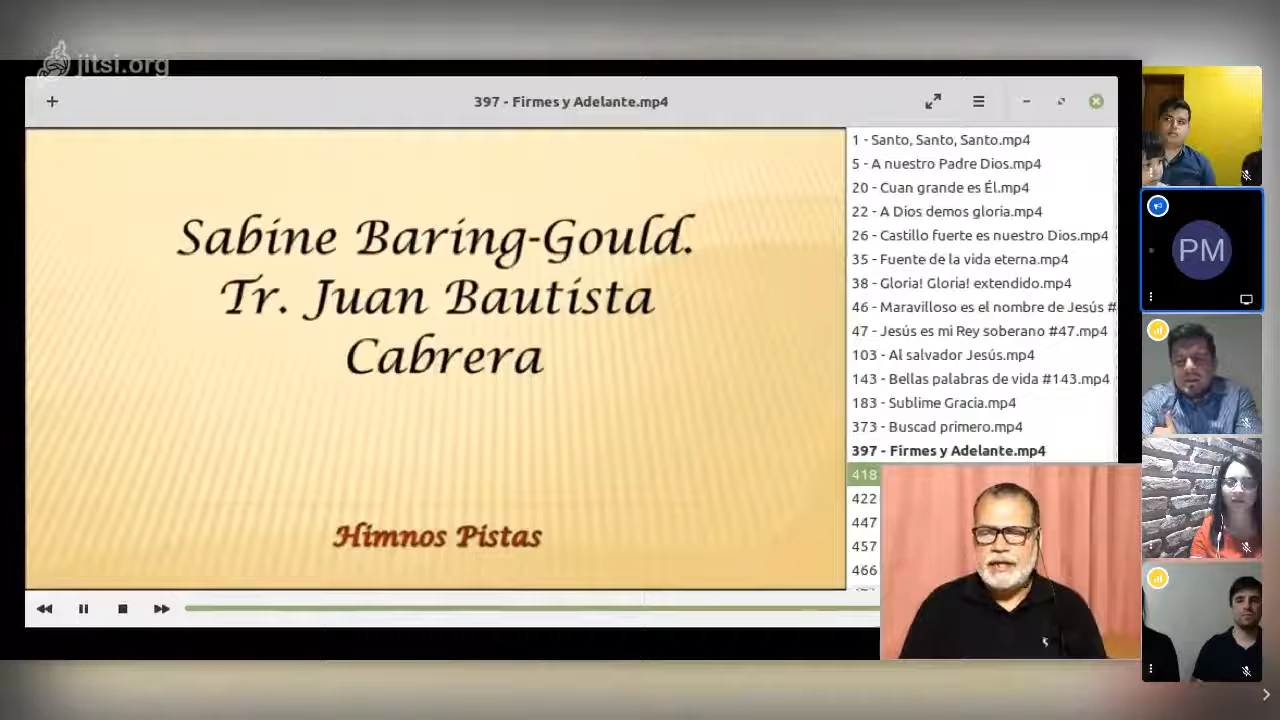 jitsi.org
397 - Firmes y Adelante.mp4
Sabine Baring-Gould.
Tr. Juan Bautista
Cabrera
Himnos Pistas
1 - Santo, Santo, Santo.mp4
5 - A nuestro Padre Dios.mp4
20 - Cuan grande es Él.mp4
22 - A Dios demos gloria.mp4
26 - Castillo fuerte es nuestro Dios.mp4
35 - Fuente de la vida eterna.mp4
38 - Gloria! Gloria! extendido.mp4
46 - Maravilloso es el nombre de Jesús #
47 - Jesús es mi Rey soberano #47.mp4
103 - Al salvador Jesús.mp4
143 - Bellas palabras de vida #143.mp4
183 - Sublime Gracia.mp4
373 - Buscad primero.mp4
397 - Firmes y Adelante.mp4
418
422
447
457
466
PM